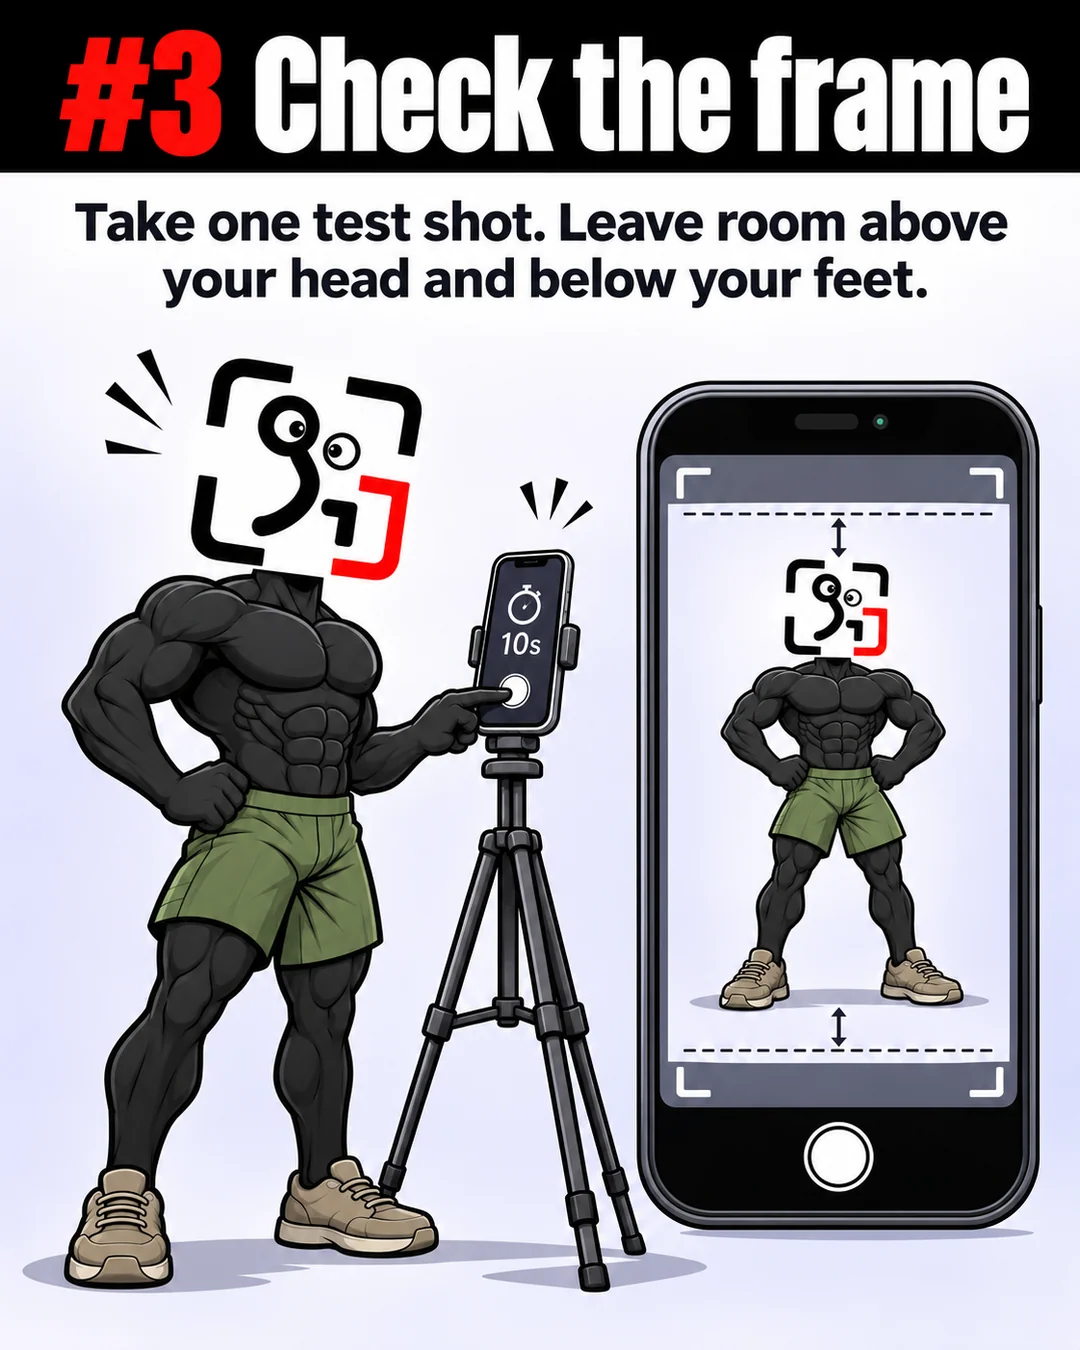 #3 Check the frame
Take one test shot. Leave room above
your head and below your feet.
10s